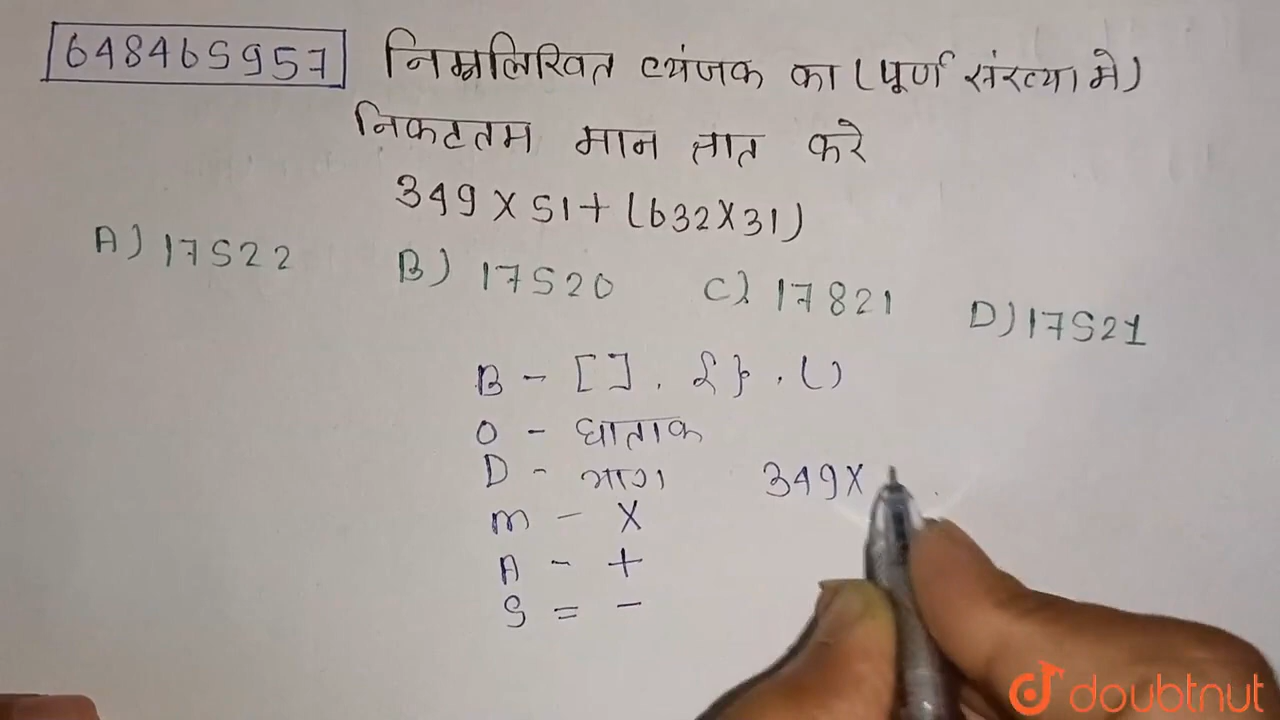 648465957 निम्नलिखित व्यंजक का (पूर्ण संख्या मे)
निकटतम मान ज्ञात करे
349 X 51 + (632 X 31)
A) 17522 B) 17520 C) 17821 D) 17521
B - [ ] , { } , ( )
O - घाताक
D - भाग 349 X
m - X
A - +
S = -
doubtnut